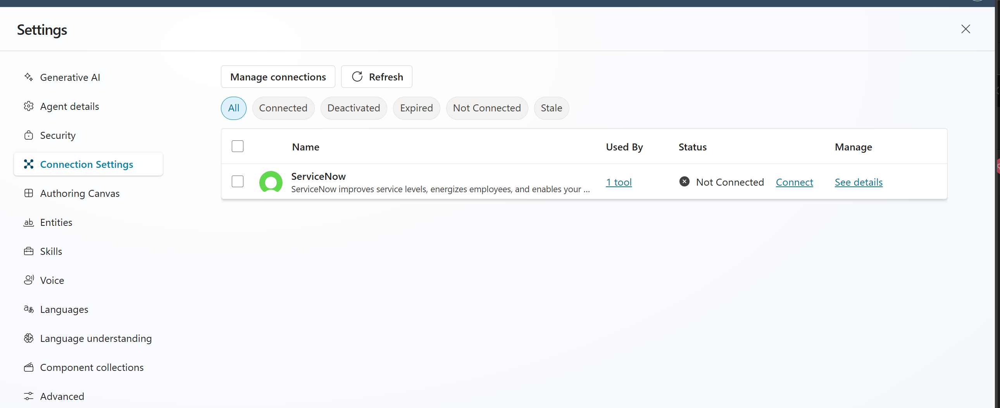 Settings
Generative AI
Agent details
Security
Connection Settings
Authoring Canvas
Entities
Skills
Voice
Languages
Language understanding
Component collections
Advanced
Manage connections Refresh
All Connected Deactivated Expired Not Connected Stale
Name Used By Status Manage
ServiceNow
ServiceNow improves service levels, energizes employees, and enables your ...
1 tool Not Connected Connect See details